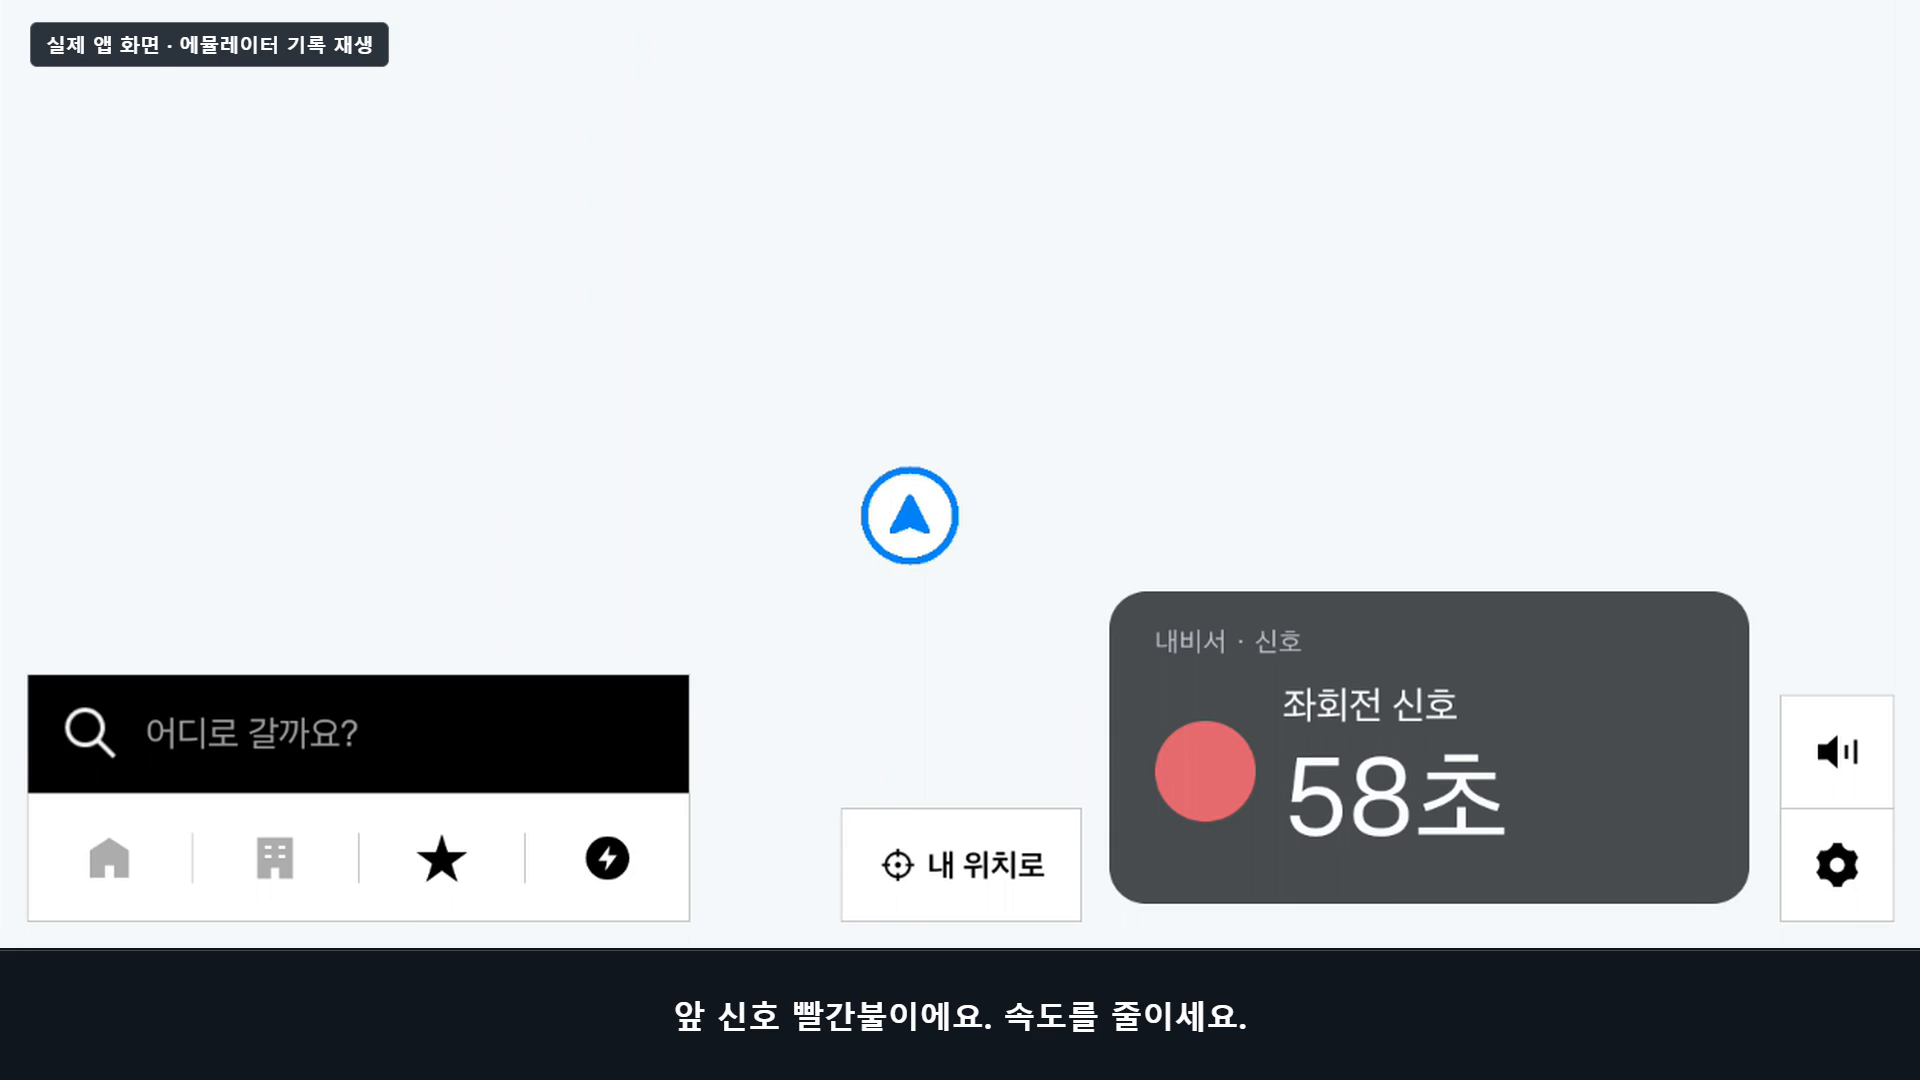 실제 앱 화면 · 에뮬레이터 기록 재생
내비서 · 신호
좌회전 신호
58초
어디로 갈까요?
내 위치로
앞 신호 빨간불이에요. 속도를 줄이세요.